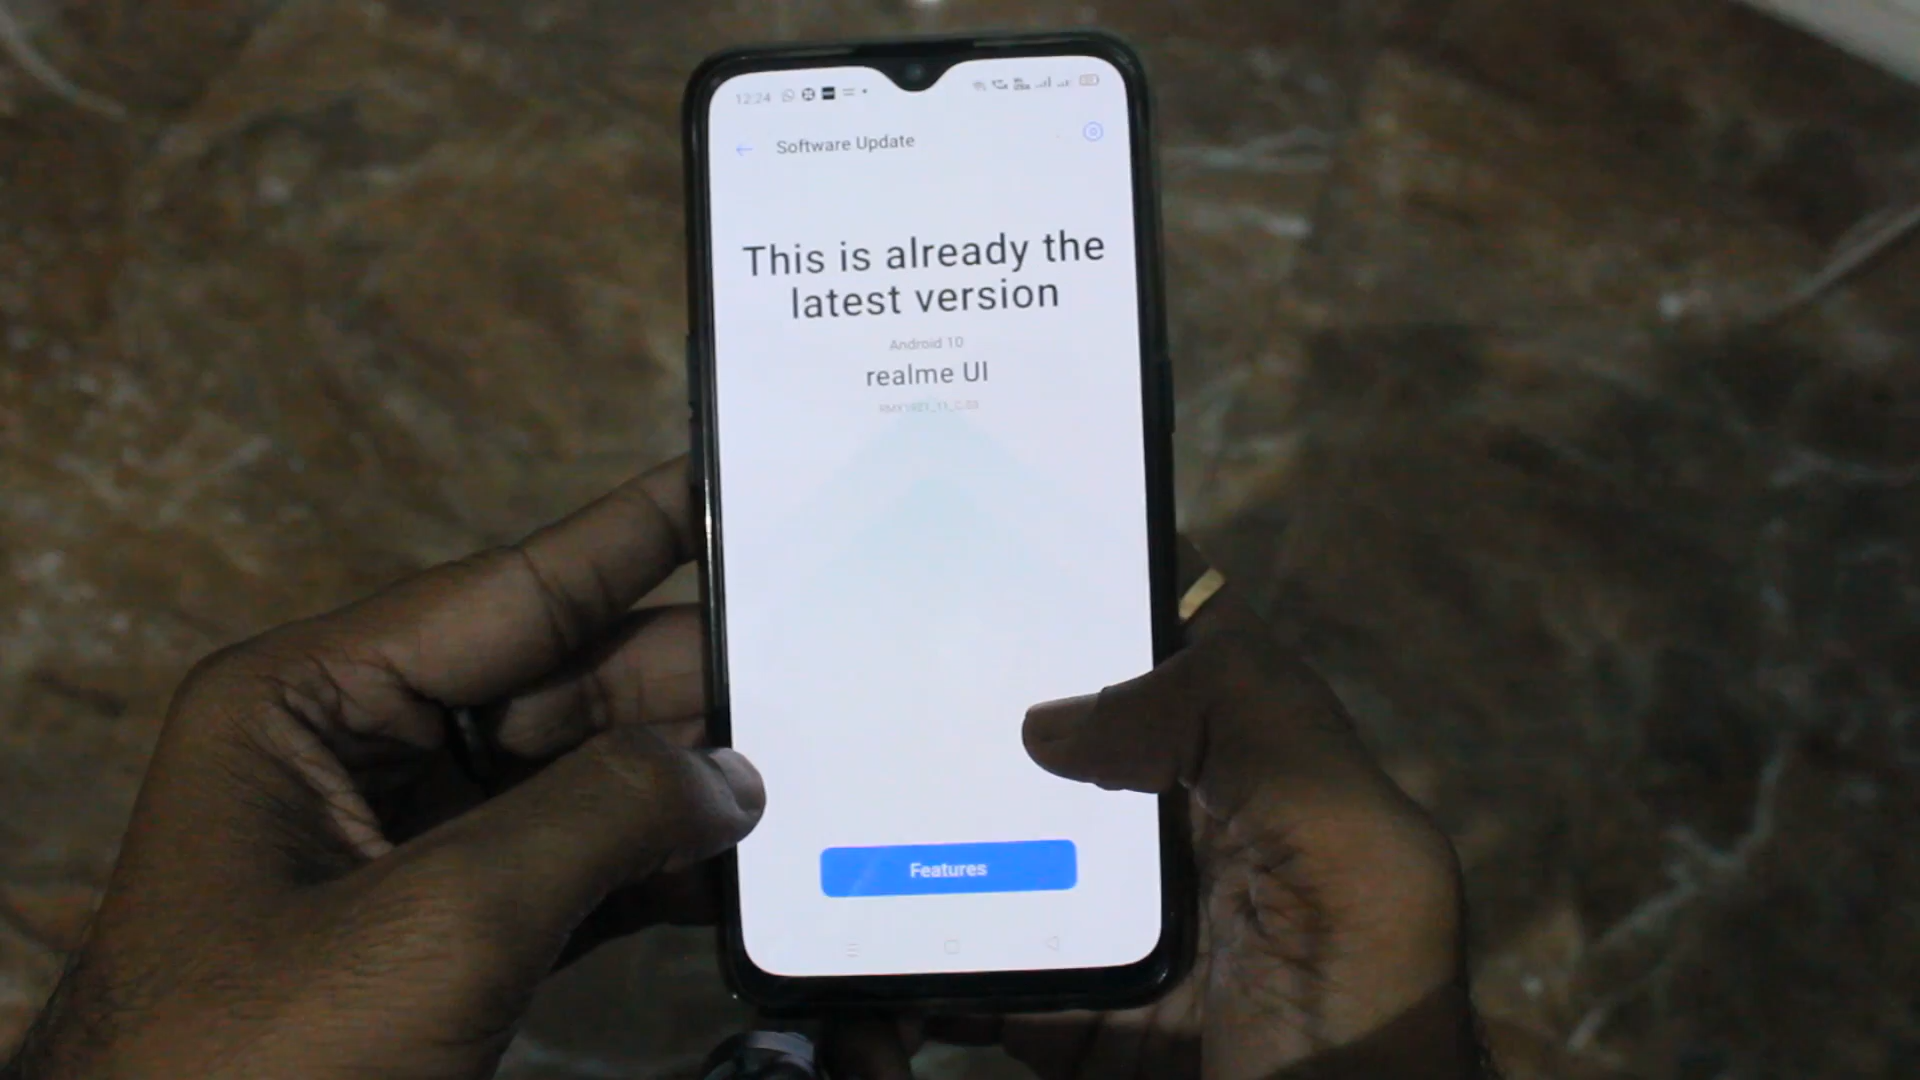 12:24
Software Update
This is already the
latest version
Android 10
realme UI
Features